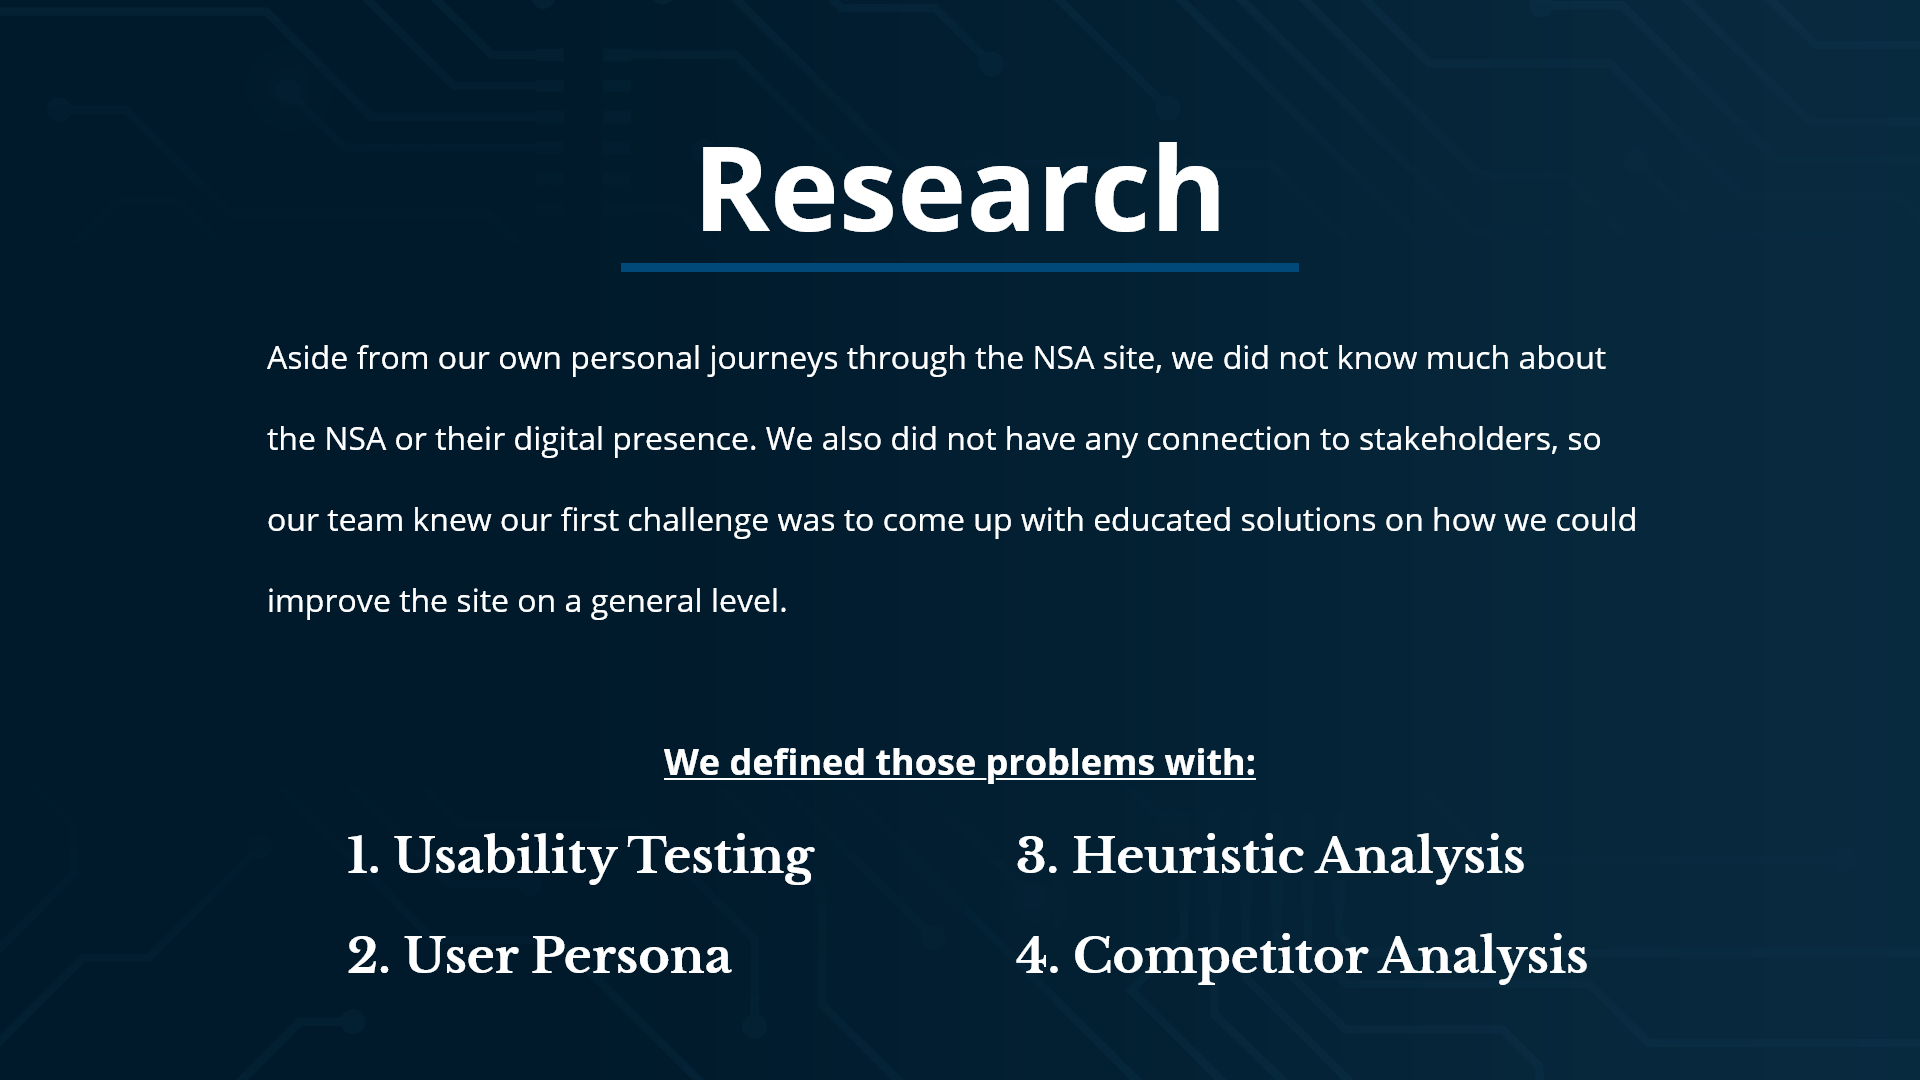 Research
Aside from our own personal journeys through the NSA site, we did not know much about
the NSA or their digital presence. We also did not have any connection to stakeholders, so
our team knew our first challenge was to come up with educated solutions on how we could
improve the site on a general level.
We defined those problems with:
1. Usability Testing
2. User Persona
3. Heuristic Analysis
4. Competitor Analysis